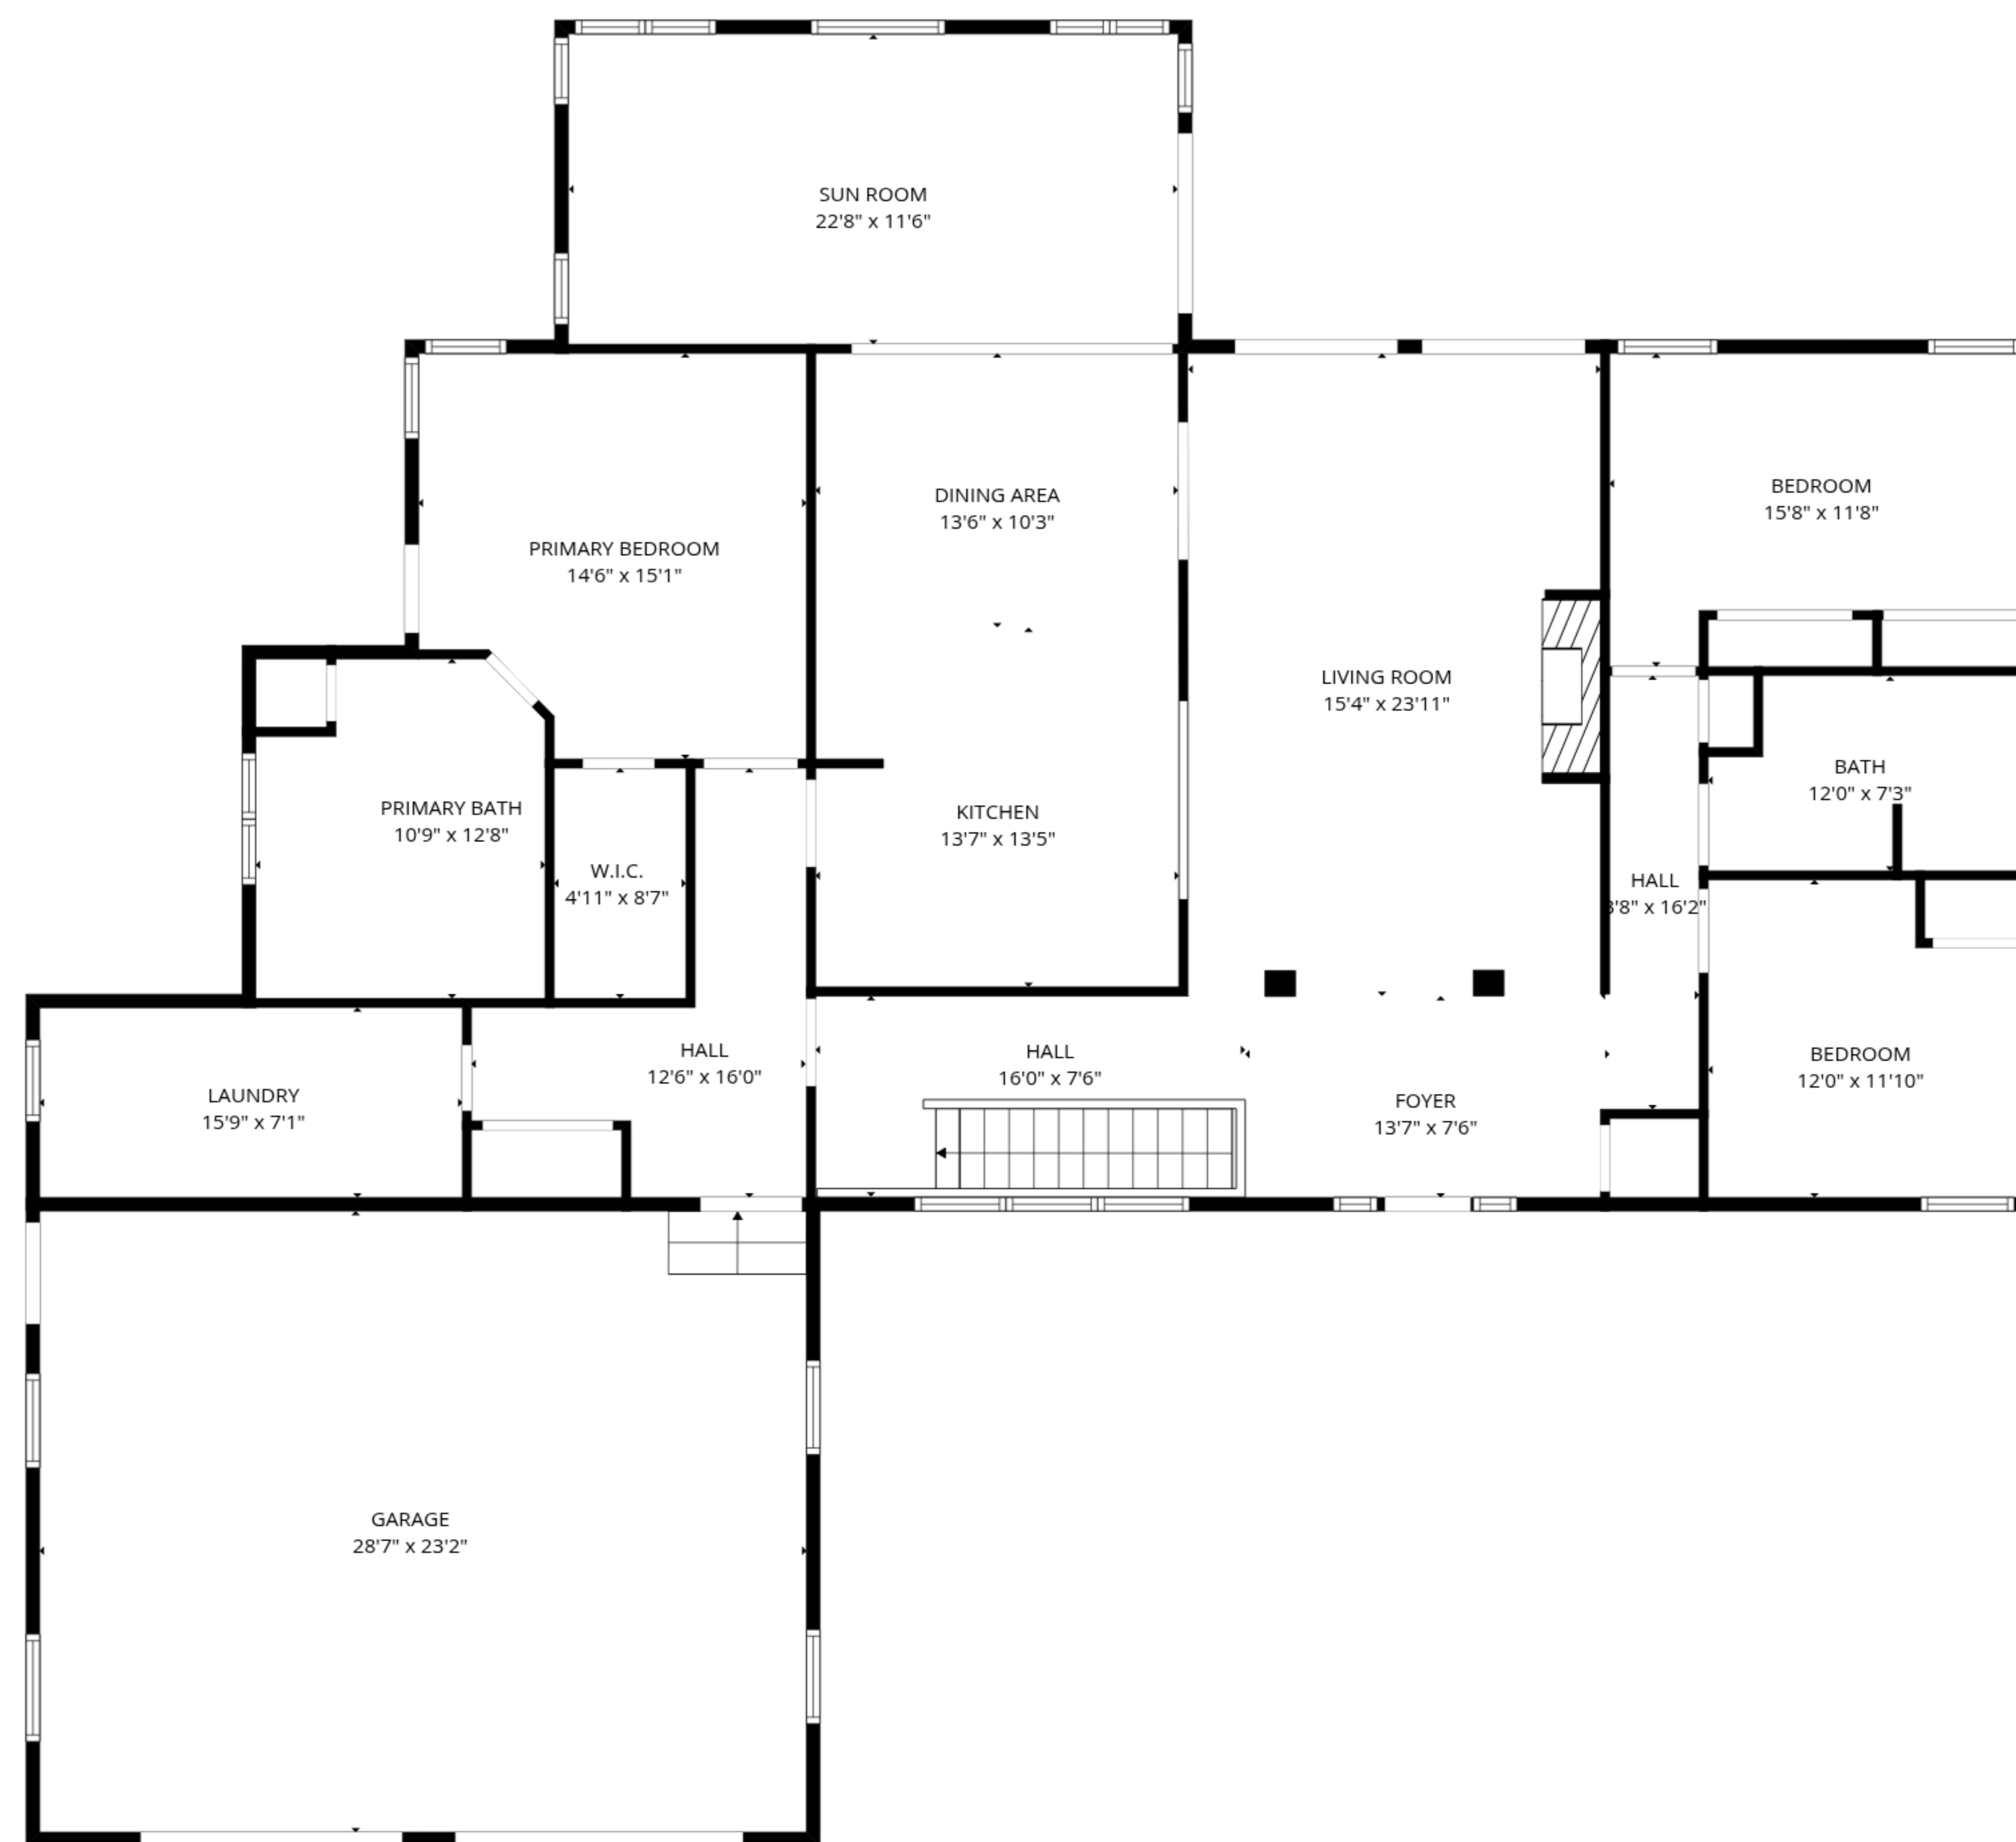 SUN ROOM
22'8" x 11'6"
DINING AREA
13'6" x 10'3"
BEDROOM
15'8" x 11'8"
PRIMARY BEDROOM
14'6" x 15'1"
LIVING ROOM
15'4" x 23'11"
BATH
12'0" x 7'3"
PRIMARY BATH
10'9" x 12'8"
KITCHEN
13'7" x 13'5"
W.I.C.
4'11" x 8'7"
HALL
x 16'2"
HALL
12'6" x 16'0"
HALL
16'0" x 7'6"
BEDROOM
12'0" x 11'10"
LAUNDRY
15'9" x 7'1"
FOYER
13'7" x 7'6"
GARAGE
28'7" x 23'2"